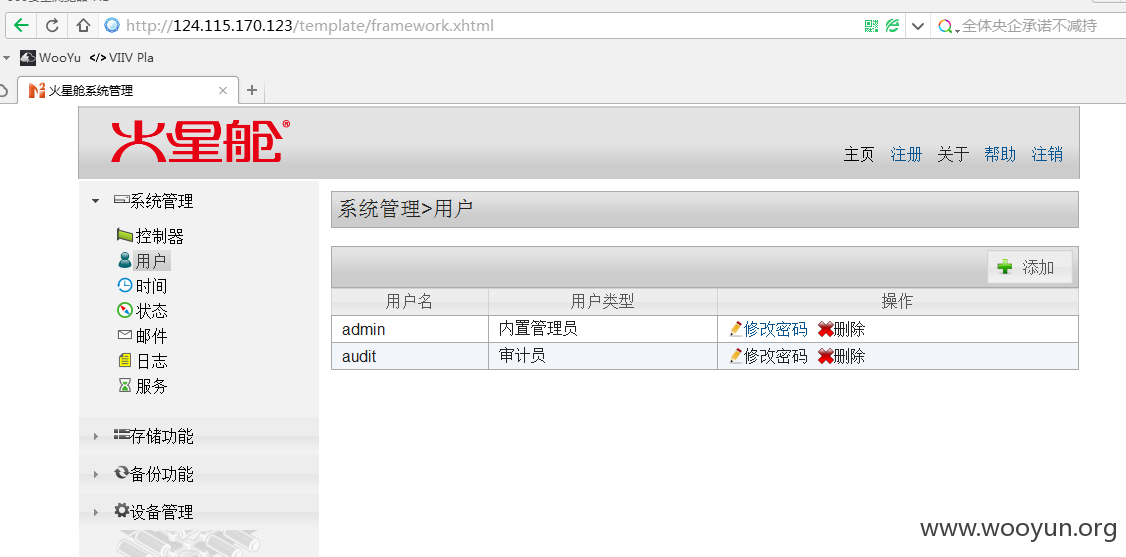 http://124.115.170.123/template/framework.xhtml
全体央企承诺不减持
WooYu </> VIIV Pla
火星舱系统管理
火星舱®
主页 注册 关于 帮助 注销
系统管理
控制器
用户
时间
状态
邮件
日志
服务
存储功能
备份功能
设备管理
系统管理>用户
添加
用户名 用户类型 操作
admin 内置管理员 修改密码 删除
audit 审计员 修改密码 删除
www.wooyun.org